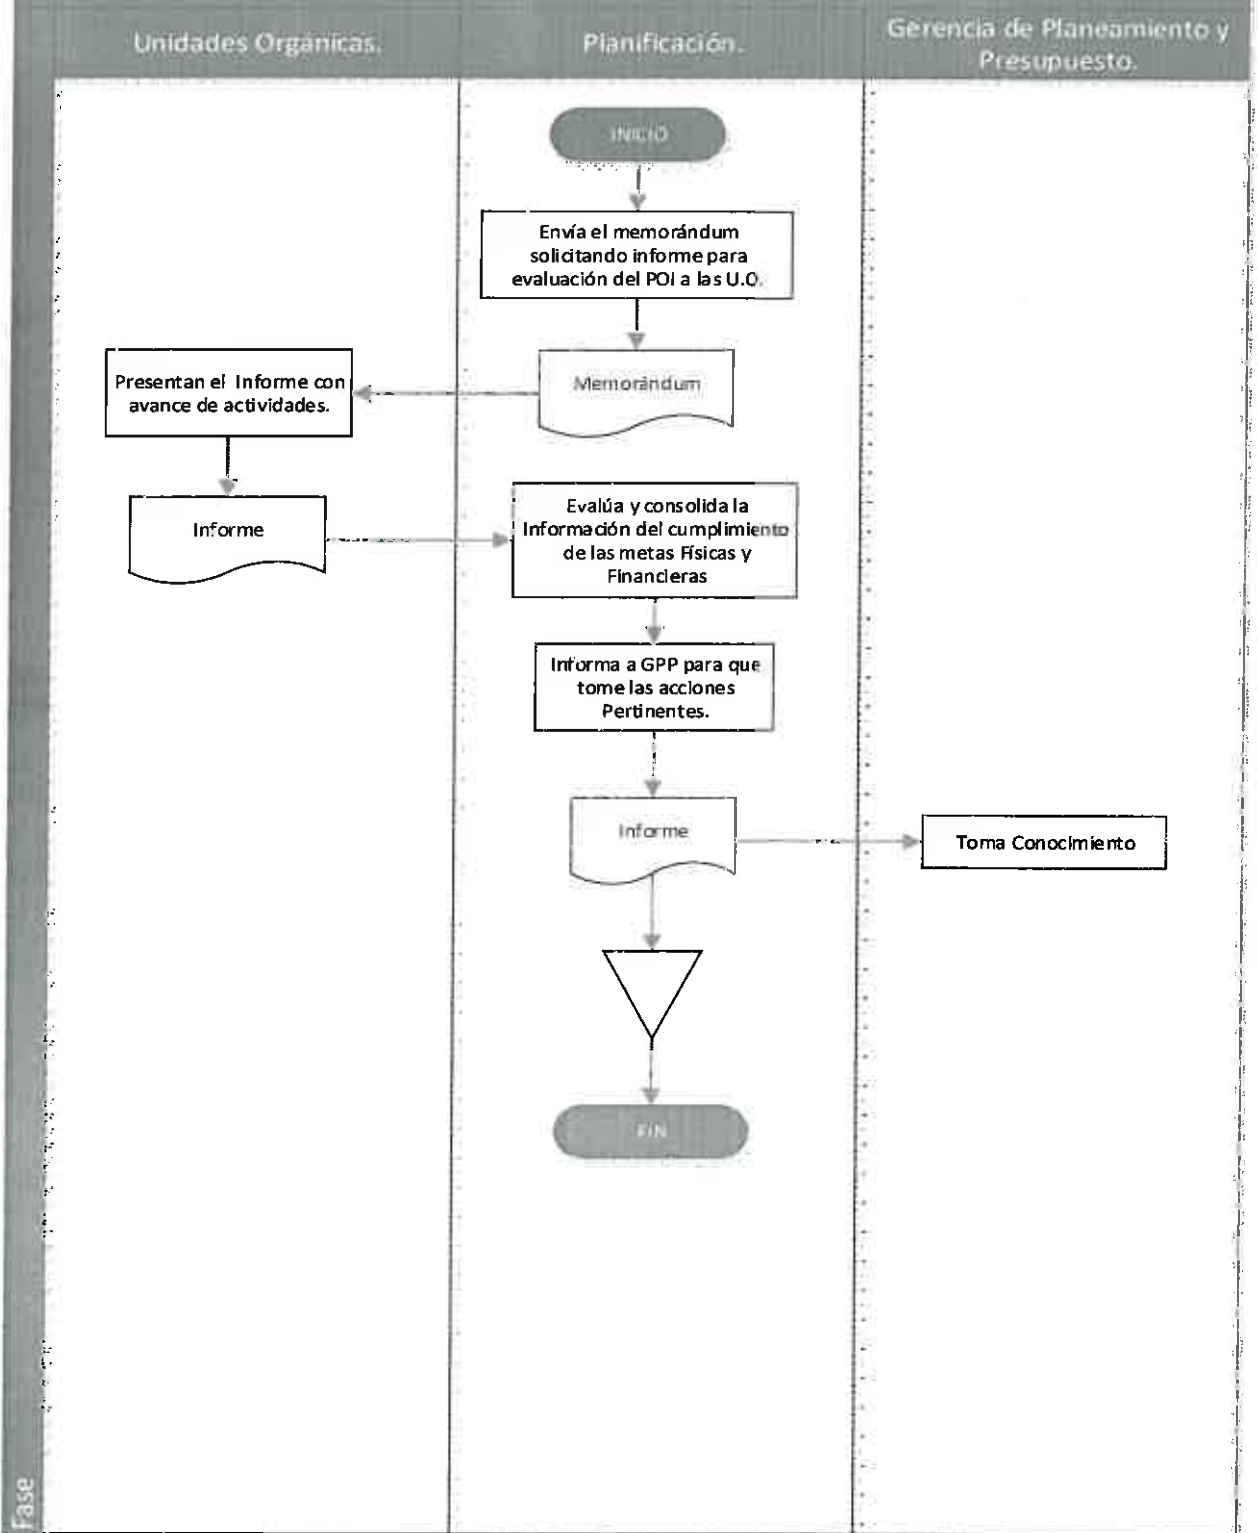 Unidades Orgánicas.
Planificación.
Gerencia de Planeamiento y
Presupuesto.
INICIO
Envía el memorándum
solicitando informe para
evaluación del POI a las U.O.
Memorándum
Presentan el Informe con
avance de actividades.
Informe
Evalúa y consolida la
Información del cumplimiento
de las metas Físicas y
Financieras
Informa a GPP para que
tome las acciones
Pertinentes.
Informe
Toma Conocimiento
FIN
Fase